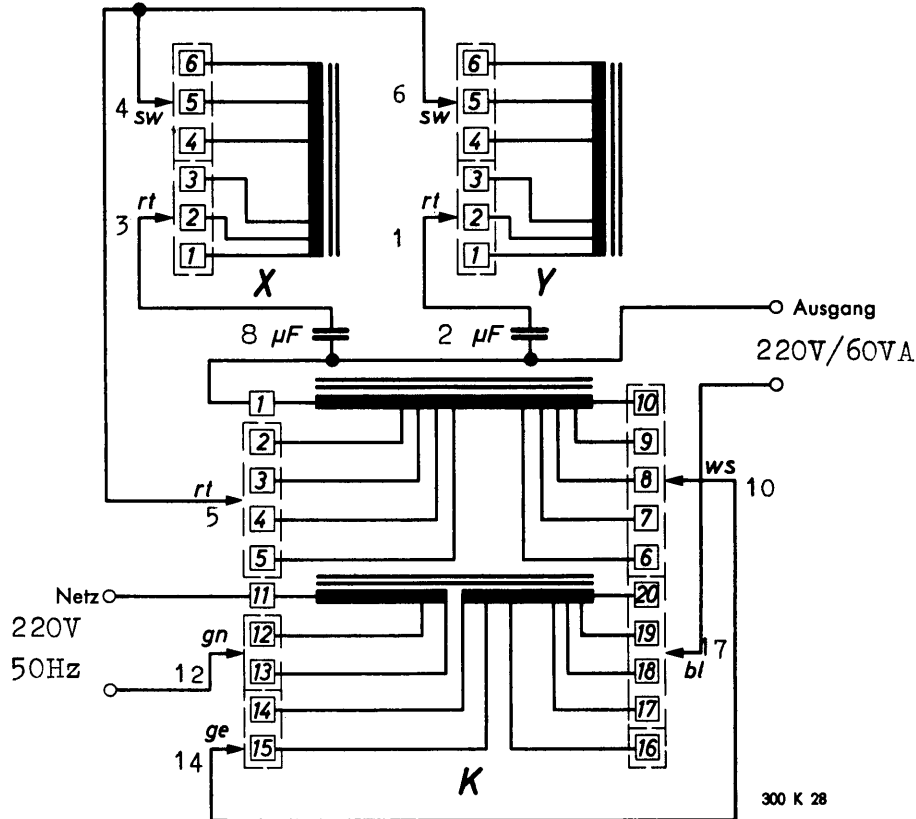 6 6
5 5
4 sw 6 sw
4 4
3 3
rt rt
2 2
3 1
1 1
X Y
8 µF 2 µF
Ausgang
220V/60VA
1 10
2 9
3 8 ws 10
rt
5
4 7
5 6
Netz 11 20
220V
12 19
gn 17
50Hz 12 13 18 bl
14 17
ge
14 15 16
K
300 K 28